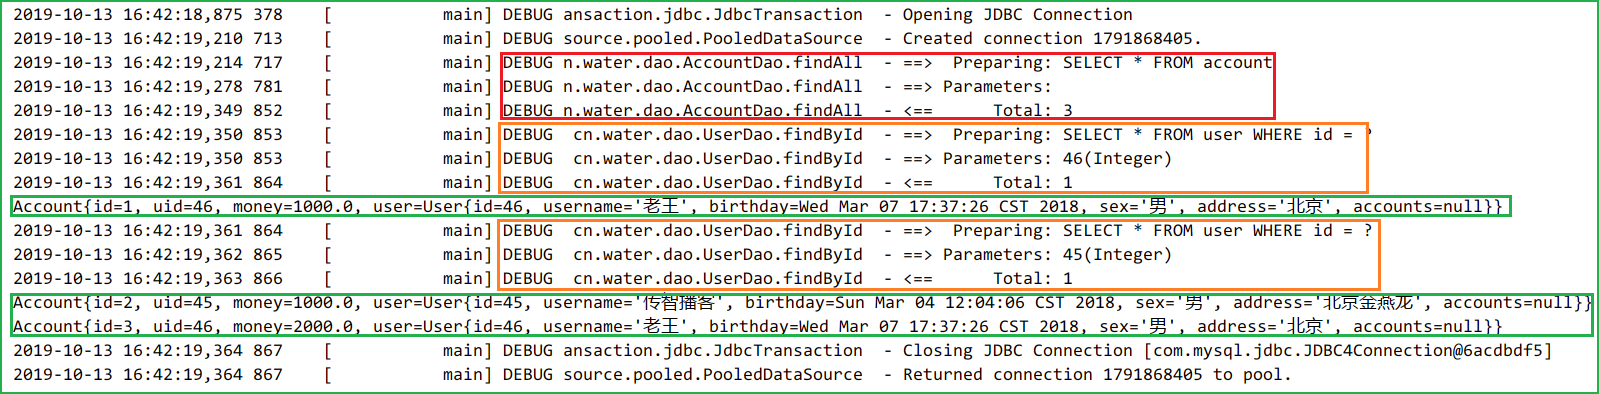 2019-10-13 16:42:18,875 378    [           main] DEBUG ansaction.jdbc.JdbcTransaction  - Opening JDBC Connection
2019-10-13 16:42:19,210 713    [           main] DEBUG source.pooled.PooledDataSource  - Created connection 1791868405.
2019-10-13 16:42:19,214 717    [           main] DEBUG n.water.dao.AccountDao.findAll  - ==>  Preparing: SELECT * FROM account
2019-10-13 16:42:19,278 781    [           main] DEBUG n.water.dao.AccountDao.findAll  - ==> Parameters:
2019-10-13 16:42:19,349 852    [           main] DEBUG n.water.dao.AccountDao.findAll  - <==      Total: 3
2019-10-13 16:42:19,350 853    [           main] DEBUG  cn.water.dao.UserDao.findById  - ==>  Preparing: SELECT * FROM user WHERE id = ?
2019-10-13 16:42:19,350 853    [           main] DEBUG  cn.water.dao.UserDao.findById  - ==> Parameters: 46(Integer)
2019-10-13 16:42:19,361 864    [           main] DEBUG  cn.water.dao.UserDao.findById  - <==      Total: 1
Account{id=1, uid=46, money=1000.0, user=User{id=46, username='老王', birthday=Wed Mar 07 17:37:26 CST 2018, sex='男', address='北京', accounts=null}}
2019-10-13 16:42:19,361 864    [           main] DEBUG  cn.water.dao.UserDao.findById  - ==>  Preparing: SELECT * FROM user WHERE id = ?
2019-10-13 16:42:19,362 865    [           main] DEBUG  cn.water.dao.UserDao.findById  - ==> Parameters: 45(Integer)
2019-10-13 16:42:19,363 866    [           main] DEBUG  cn.water.dao.UserDao.findById  - <==      Total: 1
Account{id=2, uid=45, money=1000.0, user=User{id=45, username='传智播客', birthday=Sun Mar 04 12:04:06 CST 2018, sex='男', address='北京金燕龙', accounts=null}}
Account{id=3, uid=46, money=2000.0, user=User{id=46, username='老王', birthday=Wed Mar 07 17:37:26 CST 2018, sex='男', address='北京', accounts=null}}
2019-10-13 16:42:19,364 867    [           main] DEBUG ansaction.jdbc.JdbcTransaction  - Closing JDBC Connection [com.mysql.jdbc.JDBC4Connection@6acdbdf5]
2019-10-13 16:42:19,364 867    [           main] DEBUG source.pooled.PooledDataSource  - Returned connection 1791868405 to pool.